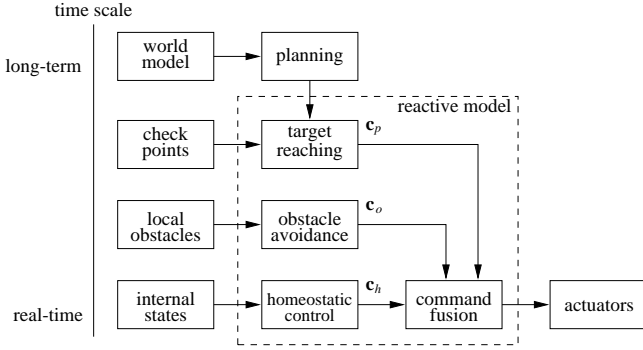 time scale
long-term
world
model
planning
reactive model
check
points
target
reaching
c_p
local
obstacles
obstacle
avoidance
c_o
real-time
internal
states
homeostatic
control
c_h
command
fusion
actuators